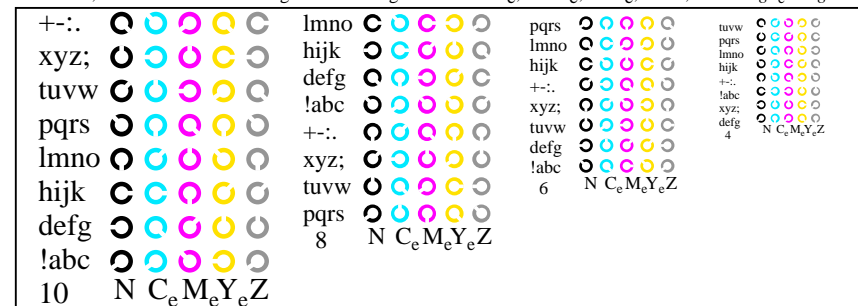 +-:.
xyz;
tuvw
pqrs
lmno
hijk
defg
!abc
10 N CeMeYeZ
lmno
hijk
defg
!abc
+-:.
xyz;
tuvw
pqrs
8 N CeMeYeZ
pqrs
lmno
hijk
+-:.
xyz;
tuvw
defg
!abc
6 N CeMeYeZ
tuvw
pqrs
lmno
hijk
+-:.
!abc
xyz;
defg
4 N CeMeYeZ